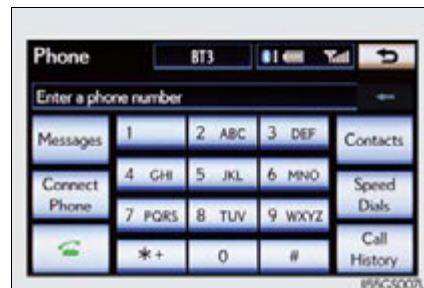 Phone BT3
Enter a phone number
Messages 1 2 ABC 3 DEF Contacts
Connect Phone 4 GHI 5 JKL 6 MNO Speed Dials
7 PQRS 8 TUV 9 WXYZ
*+ 0 # Call History